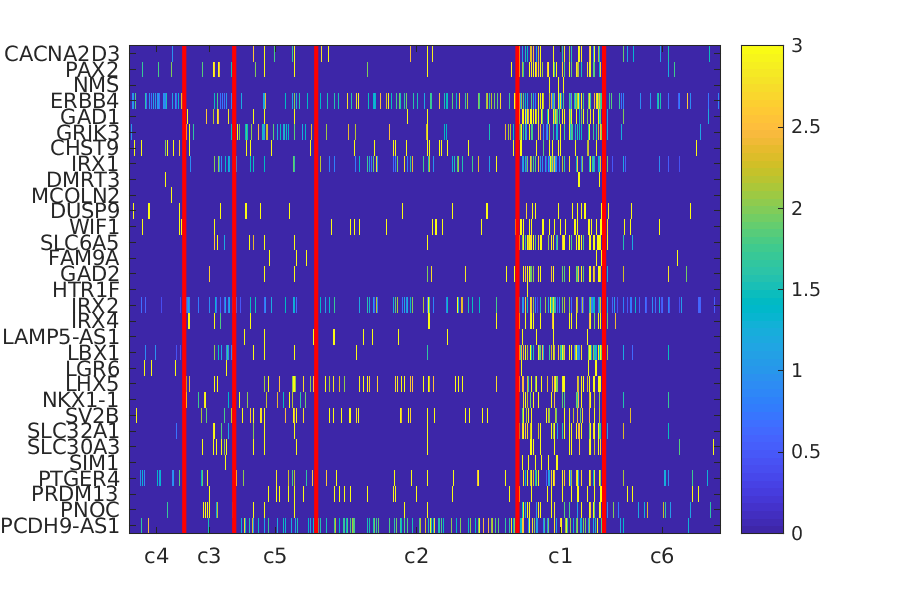 CACNA2D3
PAX2
NMS
ERBB4
GAD1
GRIK3
CHST9
IRX1
DMRT3
MCOLN2
DUSP9
WIF1
SLC6A5
FAM9A
GAD2
HTR1F
IRX2
IRX4
LAMP5-AS1
LBX1
LGR6
LHX5
NKX1-1
SV2B
SLC32A1
SLC30A3
SIM1
PTGER4
PRDM13
PNOC
PCDH9-AS1
c4 c3 c5 c2 c1 c6
3
2.5
2
1.5
1
0.5
0